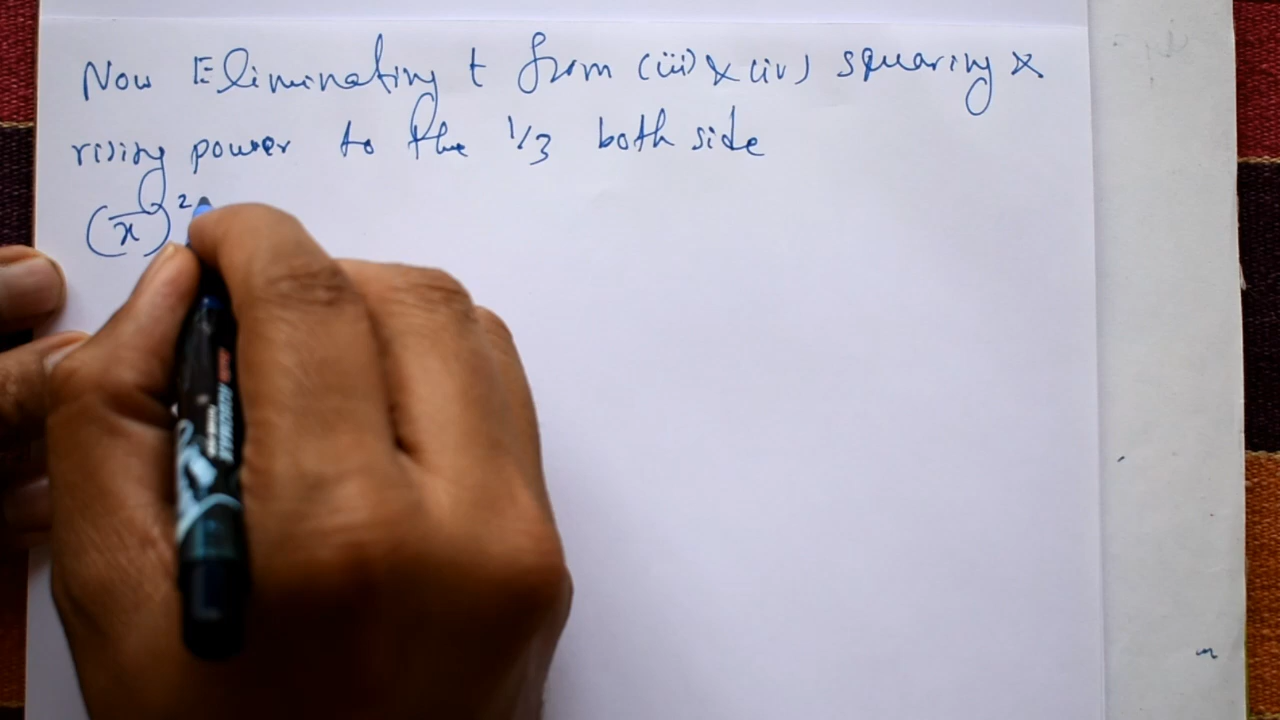 Now Eliminating t from (iii) & (iv) squaring &
rising power to the 1/3 both side
(x̄)²